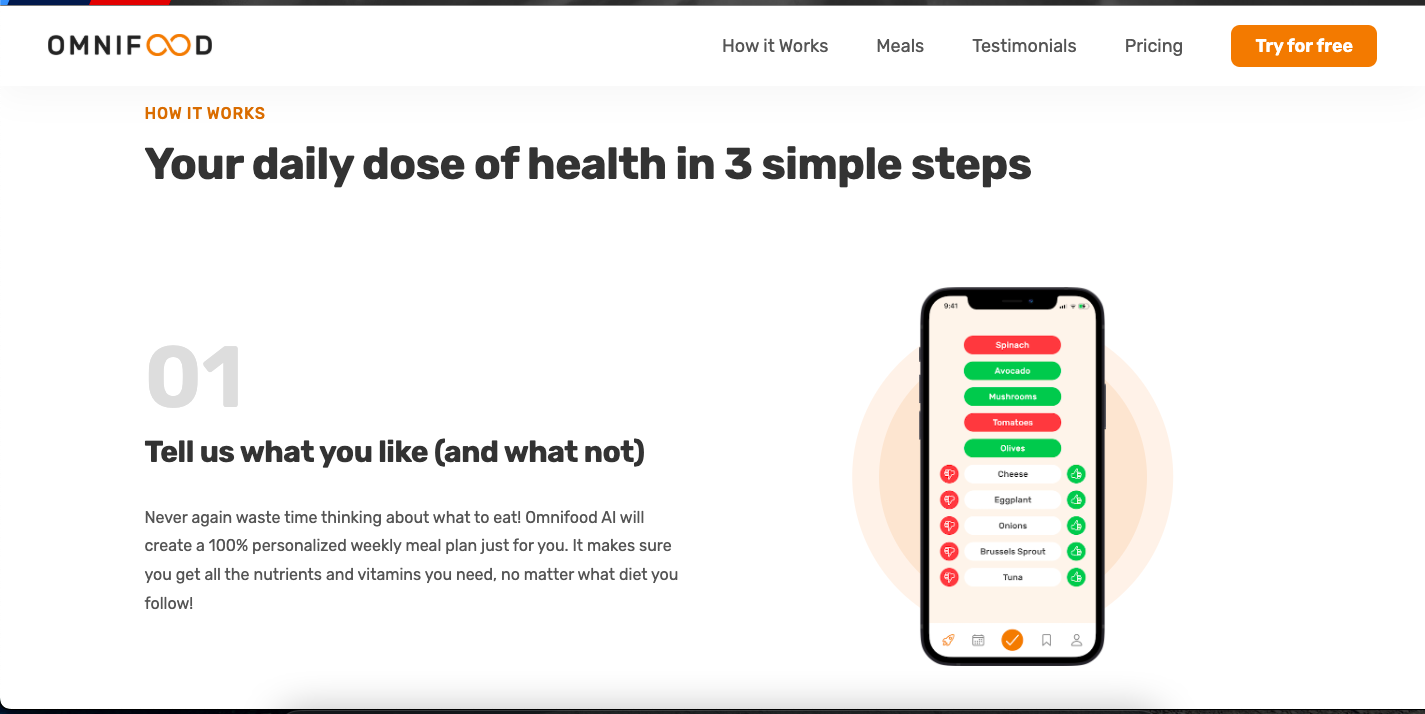 OMNIFOOD
How it Works
Meals
Testimonials
Pricing
Try for free
HOW IT WORKS
Your daily dose of health in 3 simple steps
01
Tell us what you like (and what not)
Never again waste time thinking about what to eat! Omnifood AI will
create a 100% personalized weekly meal plan just for you. It makes sure
you get all the nutrients and vitamins you need, no matter what diet you
follow!
9:41
Spinach
Avocado
Mushrooms
Tomatoes
Olives
Cheese
Eggplant
Onions
Brussels Sprout
Tuna